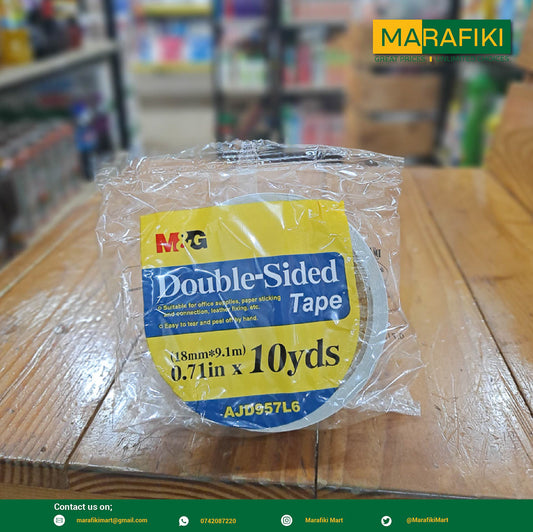 MARAFIKI
GREAT PRICES
M&G
Double-Sided
Tape
Suitable for office supplies, paper sticking
and connection, leather fixing, etc.
Easy to tear and peel off by hand.
(18mm*9.1m)
0.71in x 10yds
AJD957L6
Contact us on;
marafikimart@gmail.com
0742087220
Marafiki Mart
@MarafikiMart